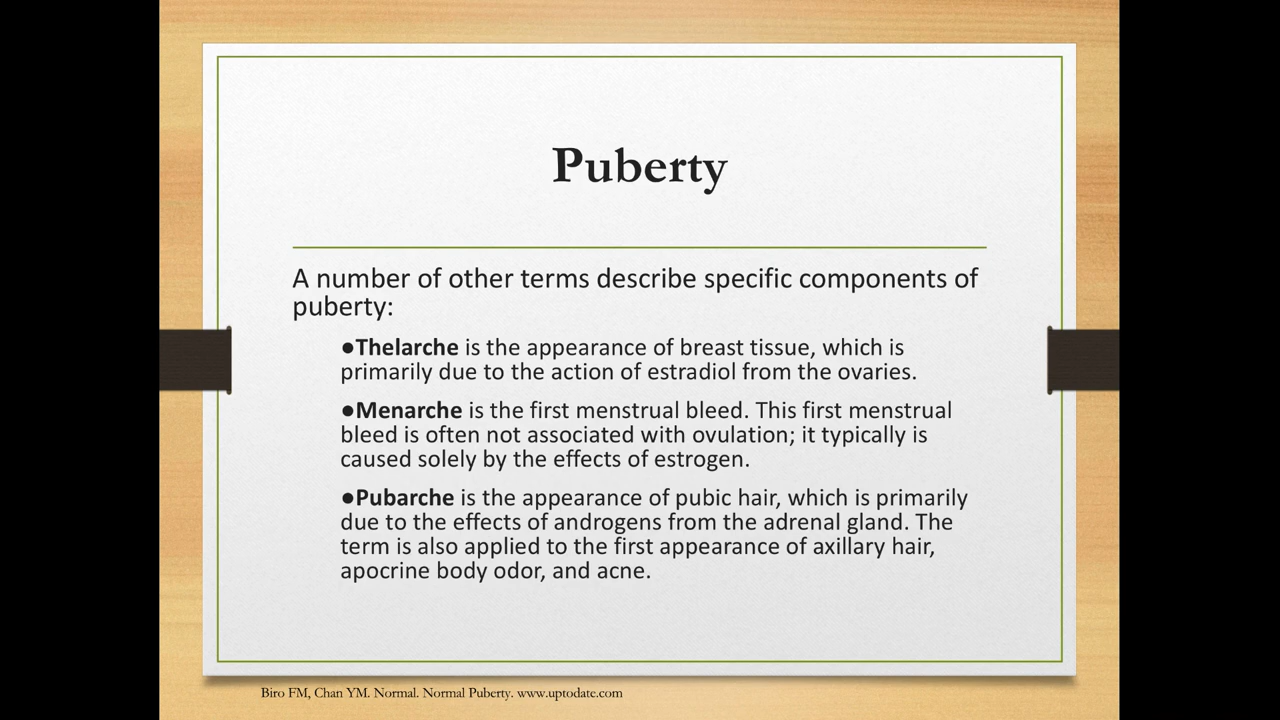 Puberty
A number of other terms describe specific components of
puberty:
●Thelarche is the appearance of breast tissue, which is
primarily due to the action of estradiol from the ovaries.
●Menarche is the first menstrual bleed. This first menstrual
bleed is often not associated with ovulation; it typically is
caused solely by the effects of estrogen.
●Pubarche is the appearance of pubic hair, which is primarily
due to the effects of androgens from the adrenal gland. The
term is also applied to the first appearance of axillary hair,
apocrine body odor, and acne.
Biro FM, Chan YM. Normal. Normal Puberty. www.uptodate.com